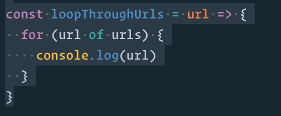 const loopThroughUrls = url => {
  for (url of urls) {
    console.log(url)
  }
}